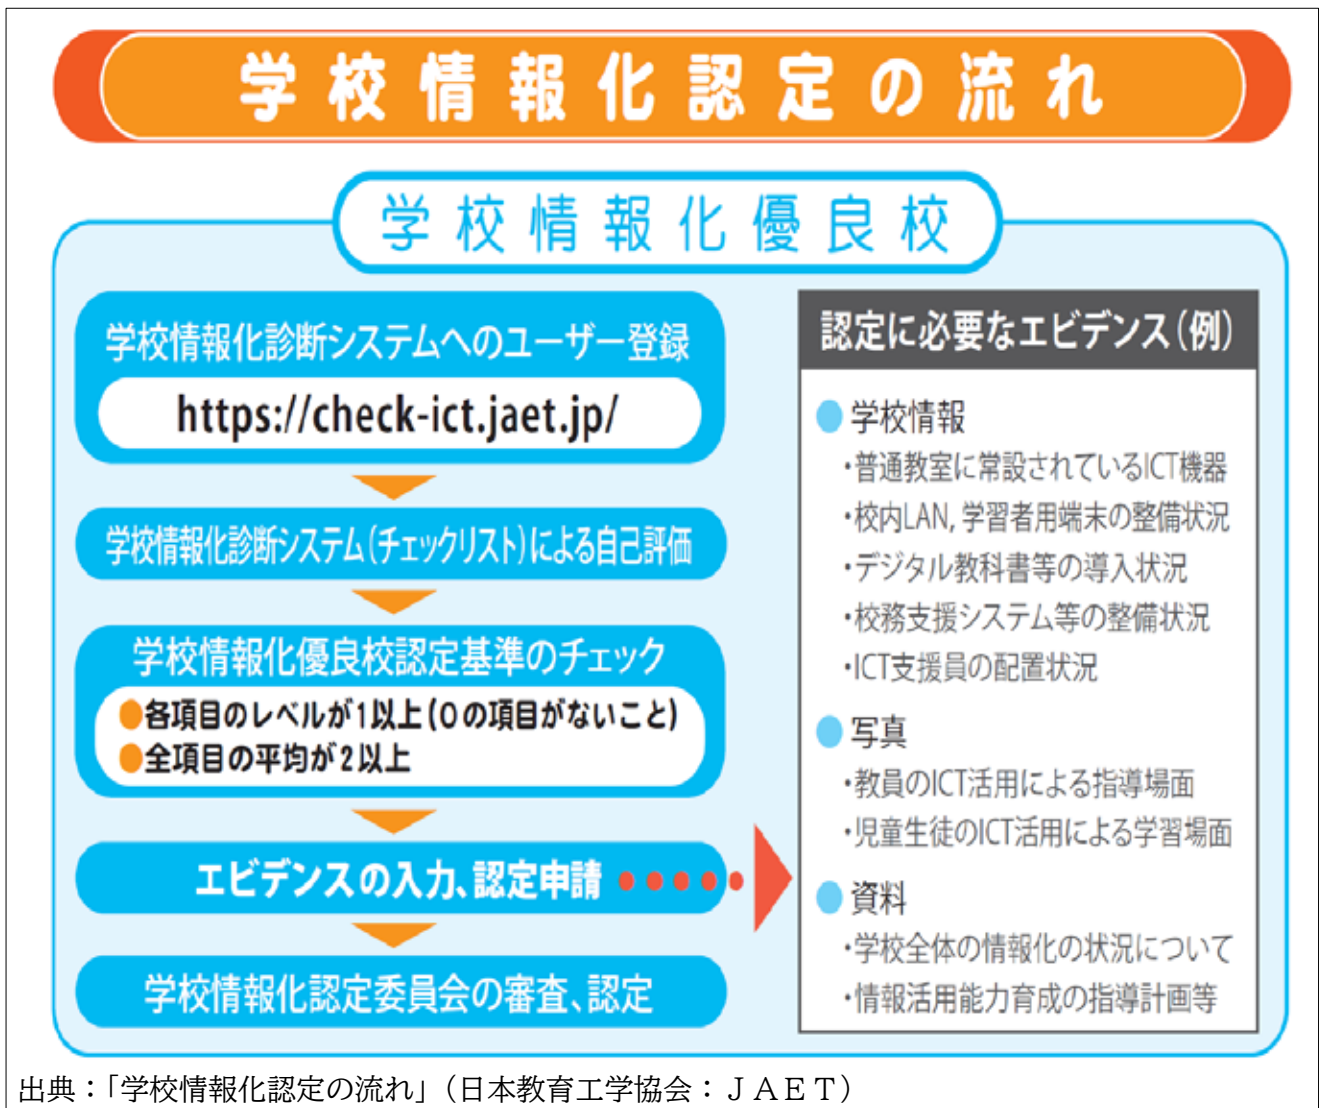 学校情報化認定の流れ
学校情報化優良校
学校情報化診断システムへのユーザー登録
https://check-ict.jaet.jp/
学校情報化診断システム(チェックリスト)による自己評価
学校情報化優良校認定基準のチェック
●各項目のレベルが1以上(0の項目がないこと)
●全項目の平均が2以上
エビデンスの入力、認定申請
学校情報化認定委員会の審査、認定
認定に必要なエビデンス(例)
●学校情報
・普通教室に常設されているICT機器
・校内LAN,学習者用端末の整備状況
・デジタル教科書等の導入状況
・校務支援システム等の整備状況
・ICT支援員の配置状況
●写真
・教員のICT活用による指導場面
・児童生徒のICT活用による学習場面
●資料
・学校全体の情報化の状況について
・情報活用能力育成の指導計画等
出典：「学校情報化認定の流れ」（日本教育工学協会：ＪＡＥＴ）